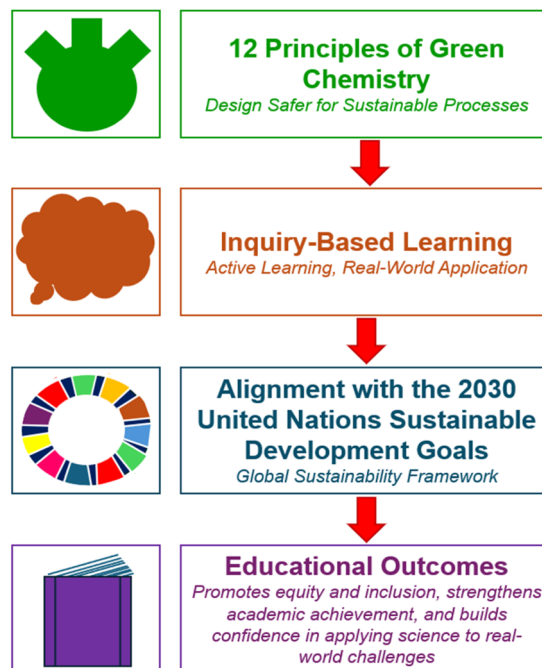 12 Principles of Green
Chemistry
Design Safer for Sustainable Processes
Inquiry-Based Learning
Active Learning, Real-World Application
Alignment with the 2030
United Nations Sustainable
Development Goals
Global Sustainability Framework
Educational Outcomes
Promotes equity and inclusion, strengthens
academic achievement, and builds
confidence in applying science to real-
world challenges